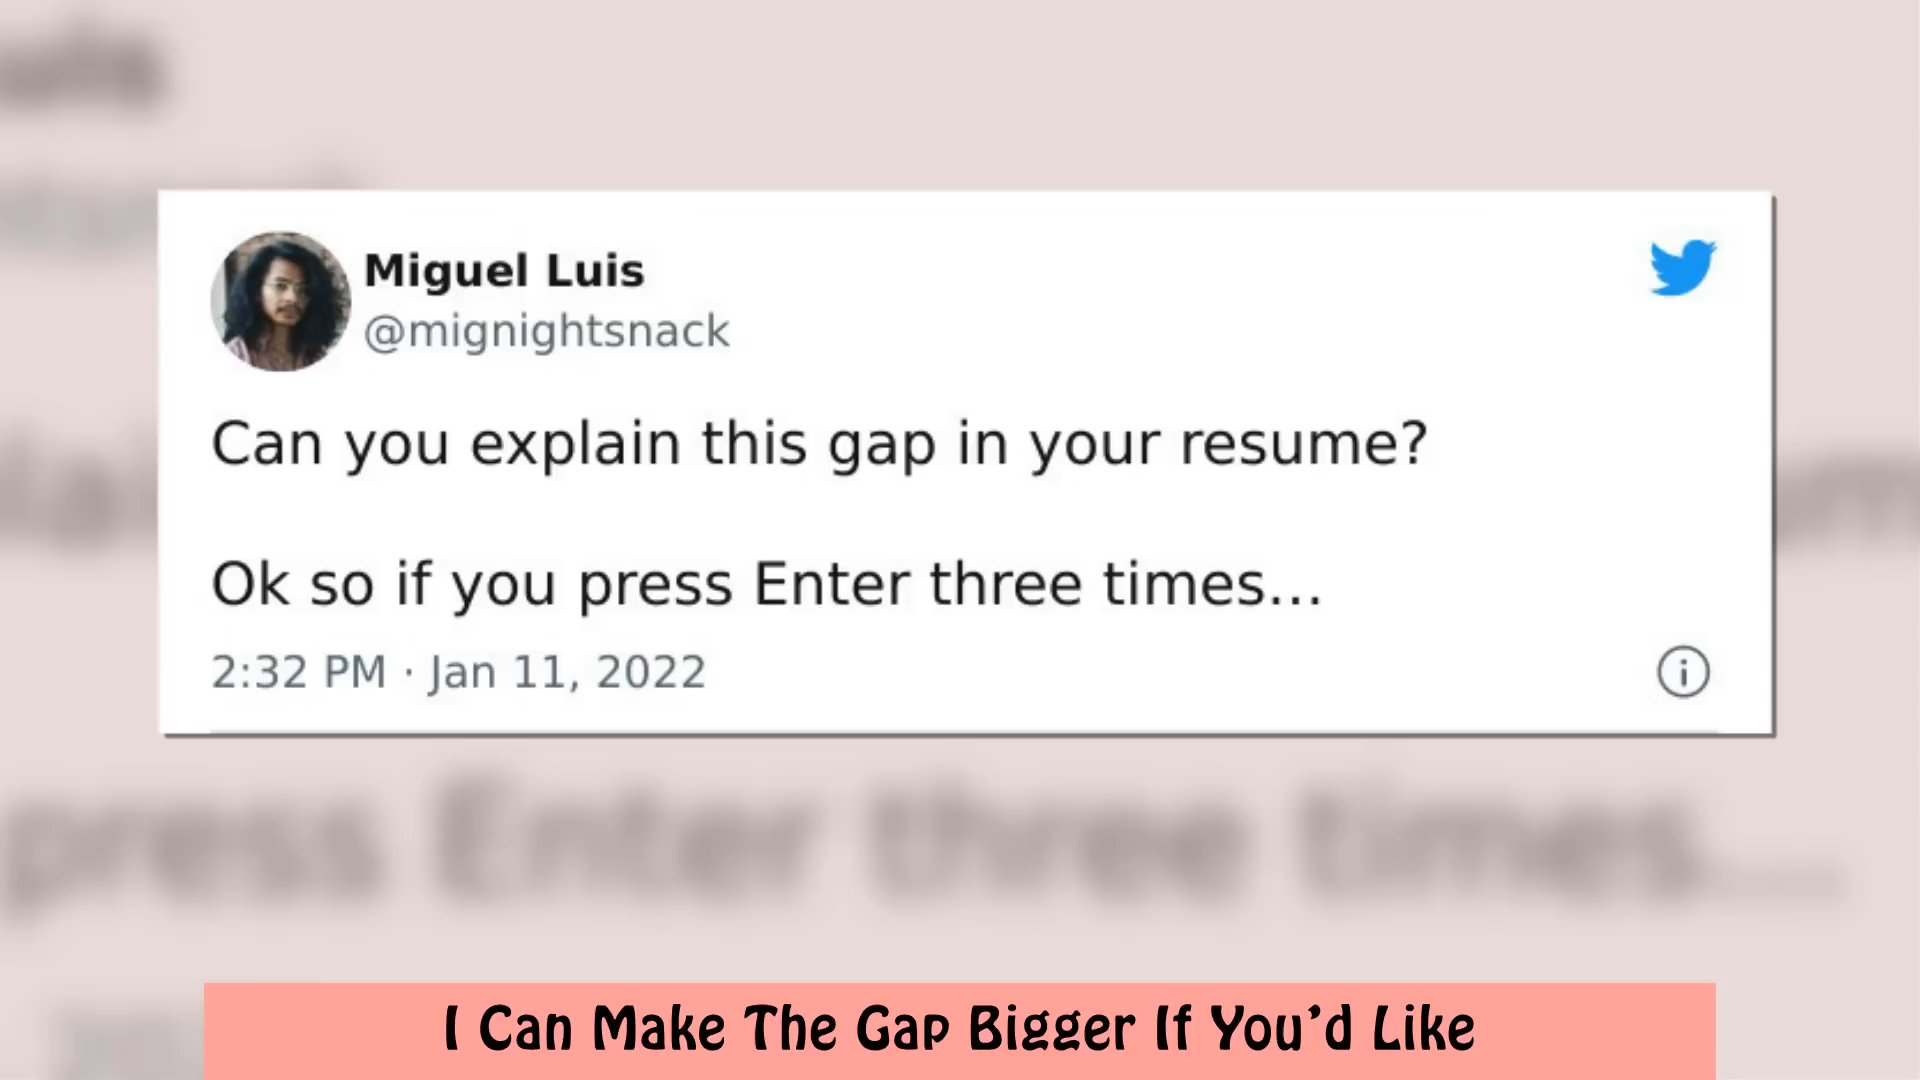 Miguel Luis
@mignightsnack
Can you explain this gap in your resume?
Ok so if you press Enter three times...
2:32 PM · Jan 11, 2022
I Can Make The Gap Bigger If You’d Like